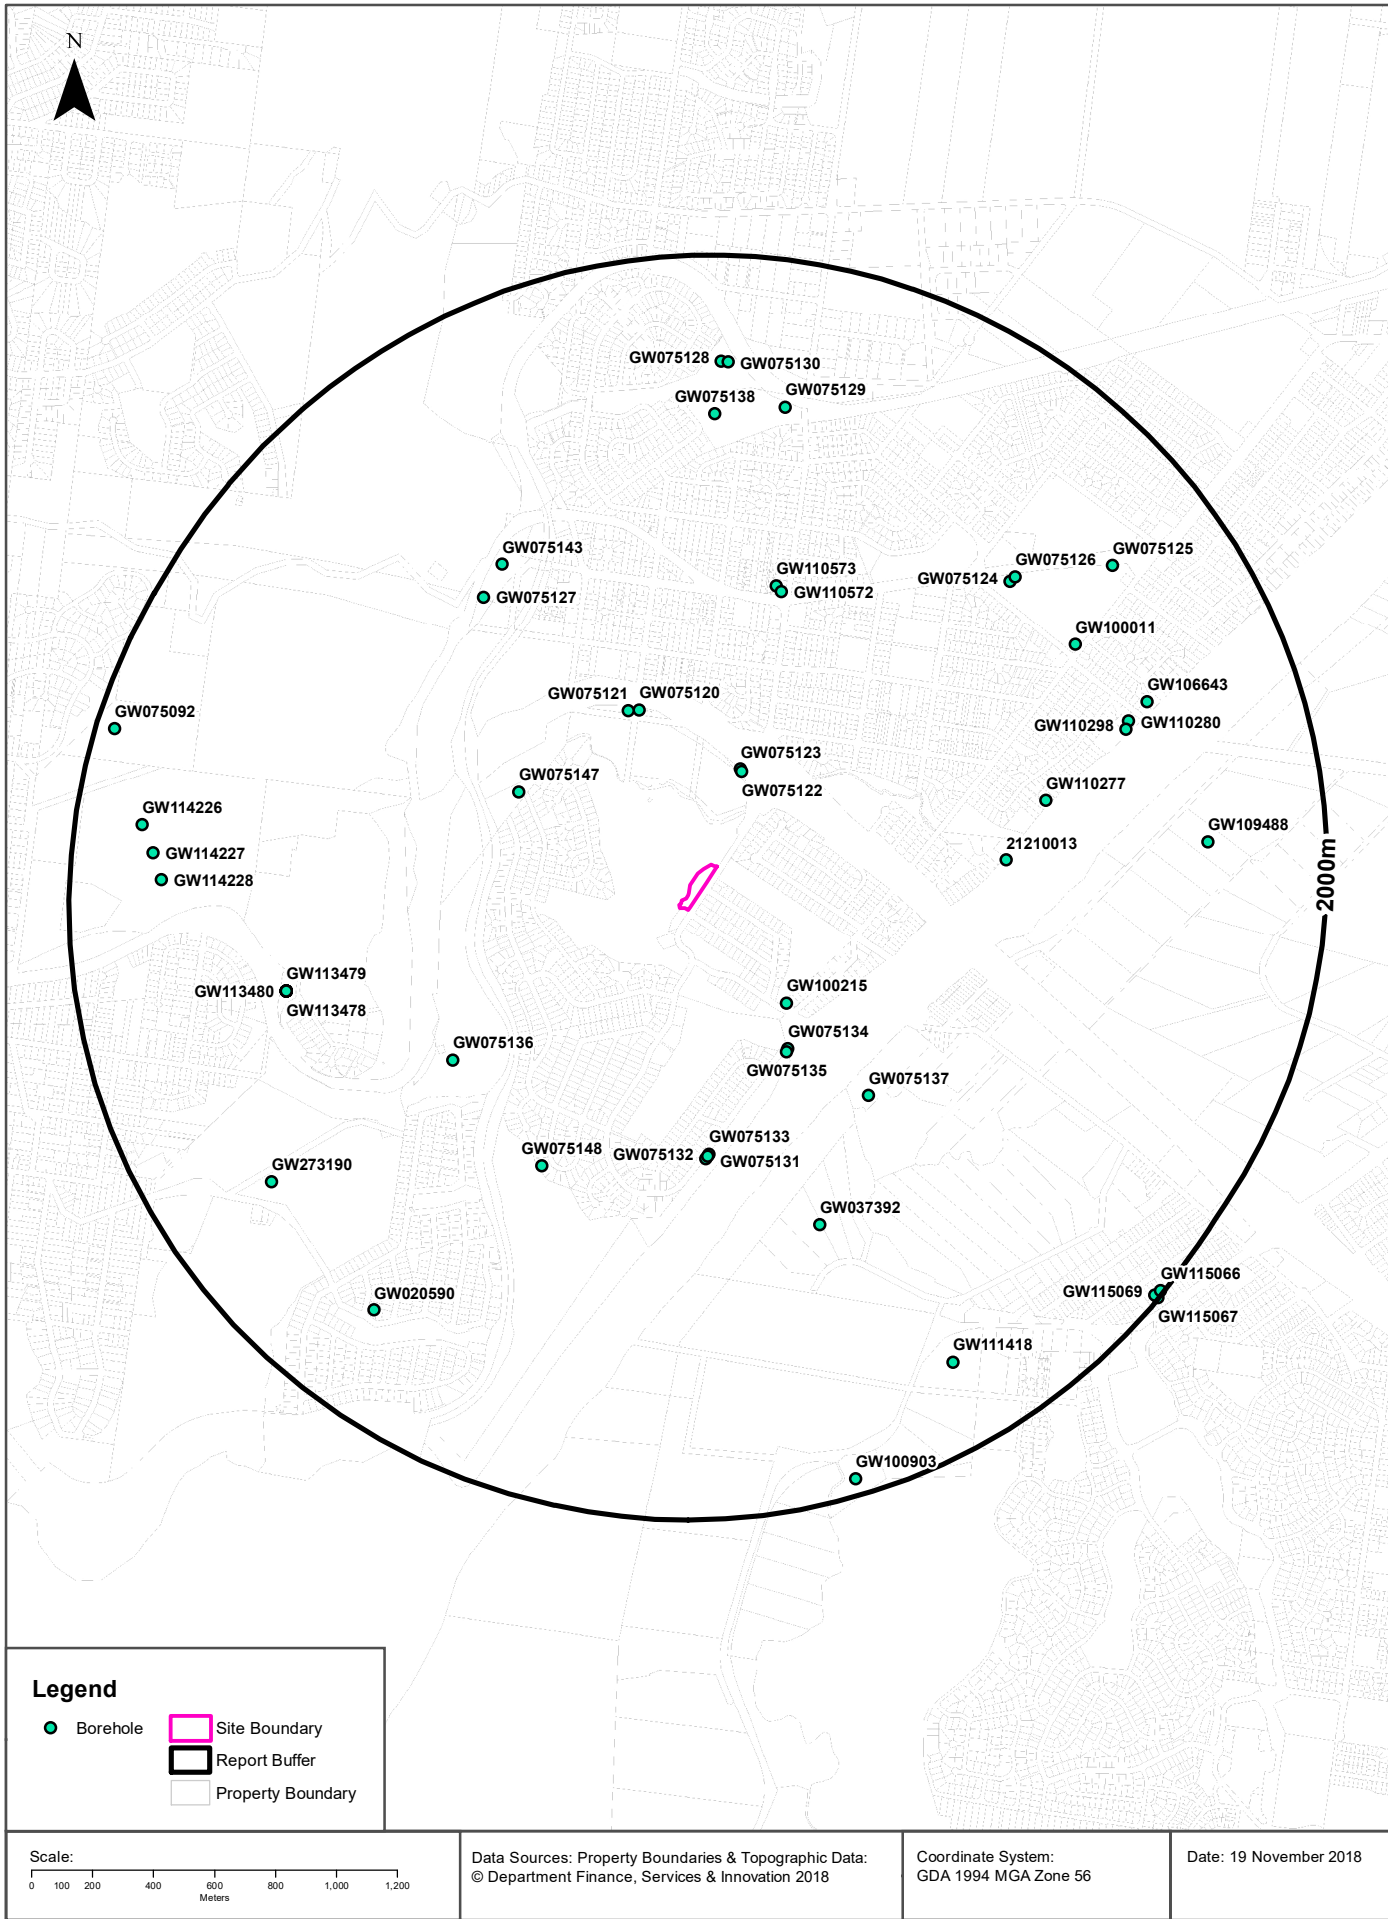 N
GW075128
GW075130
GW075129
GW075138
GW075143
GW075127
GW110573
GW110572
GW075124
GW075126
GW075125
GW100011
GW106643
GW110280
GW110298
GW075121
GW075120
GW075092
GW075123
GW075122
GW075147
GW110277
GW114226
GW114227
GW114228
21210013
GW109488
2000m
GW113479
GW113480
GW113478
GW100215
GW075134
GW075135
GW075136
GW075137
GW075133
GW075132
GW075131
GW075148
GW273190
GW037392
GW020590
GW115066
GW115069
GW115067
GW111418
GW100903
Legend
Borehole
Site Boundary
Report Buffer
Property Boundary
Scale:
0 100 200 400 600 800 1,000 1,200
Meters
Data Sources: Property Boundaries & Topographic Data:
© Department Finance, Services & Innovation 2018
Coordinate System:
GDA 1994 MGA Zone 56
Date: 19 November 2018